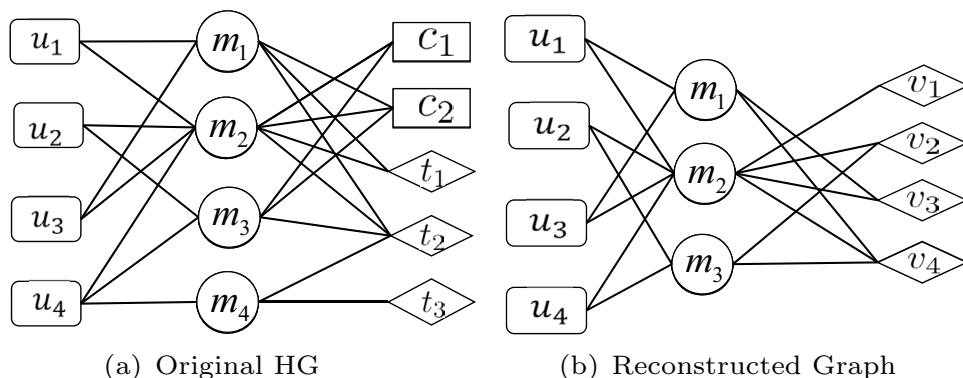 u₁ m₁ c₁
u₂ m₂ c₂
t₁
u₃ m₃ t₂
u₄ m₄ t₃
(a) Original HG
u₁ m₁ v₁
u₂ m₂ v₂
u₃ v₃
u₄ m₃ v₄
(b) Reconstructed Graph